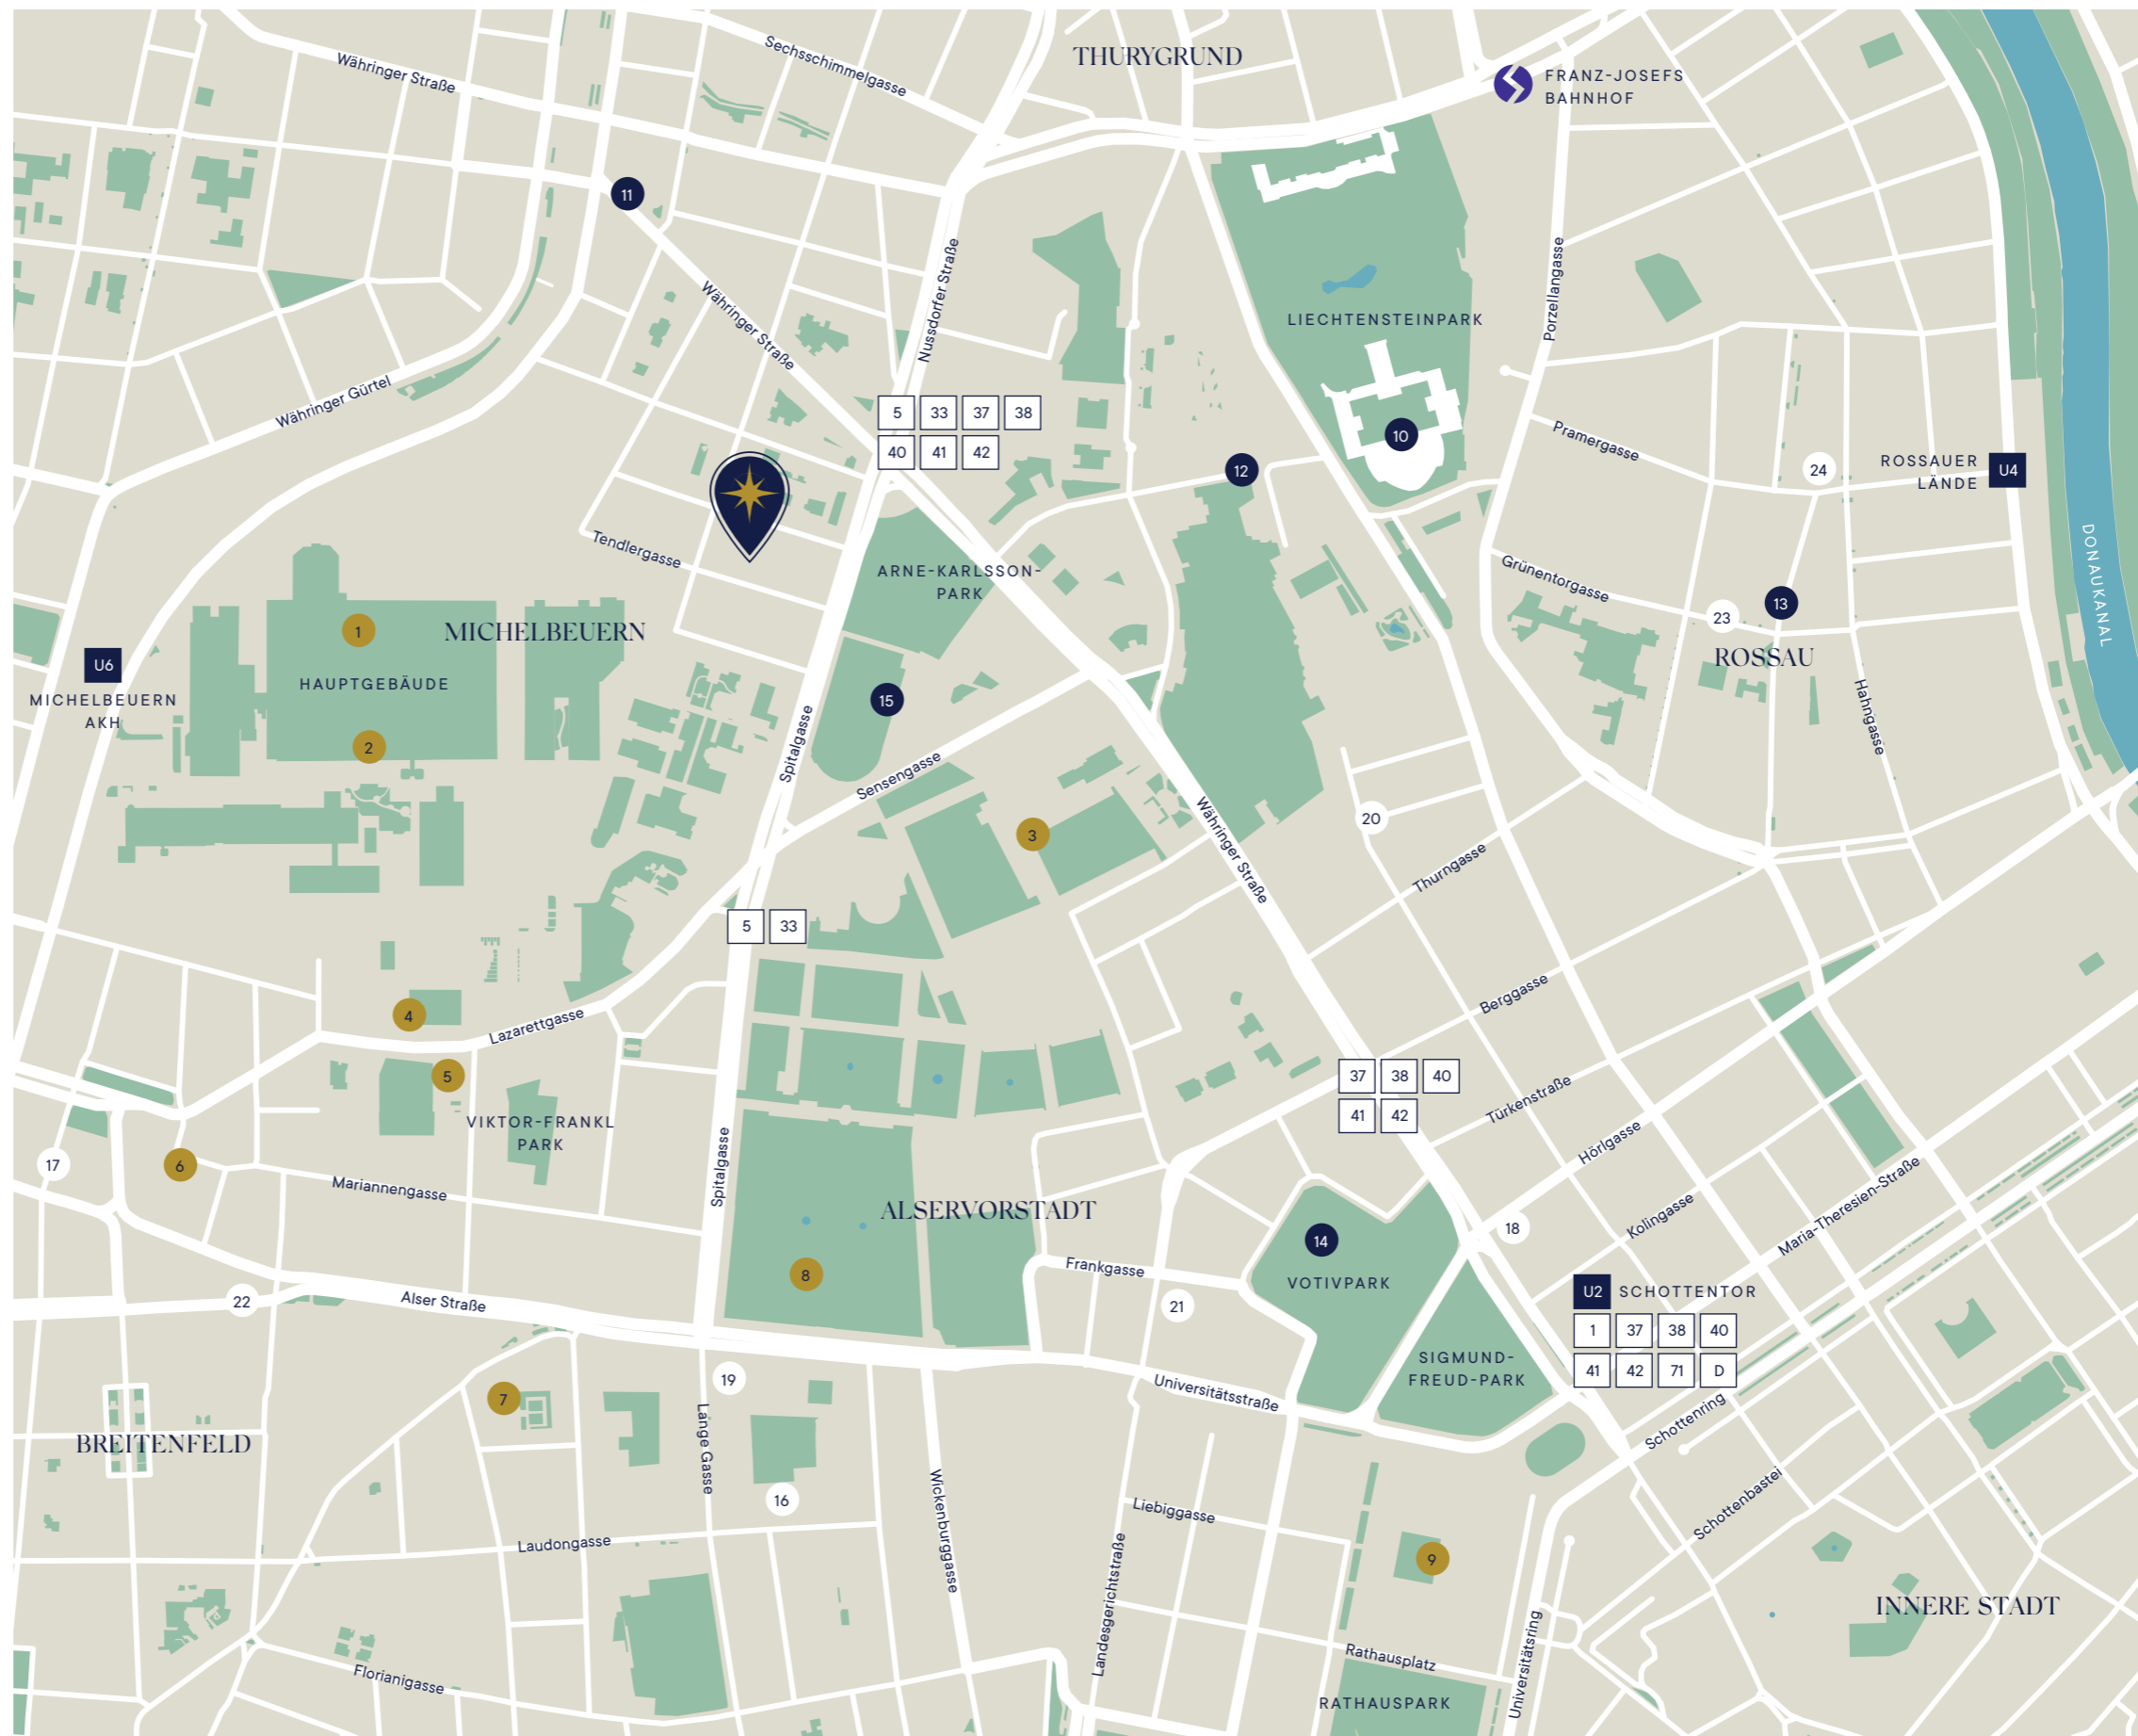 THURYGRUND
Sechsschimmelgasse
Währinger Straße
FRANZ-JOSEFS
BAHNHOF
11
Nussdorfer Straße
Währinger Straße
Porzellangasse
LIECHTENSTEINPARK
Währinger Gürtel
5 33 37 38
40 41 42
10
Pramergasse
12
24
ROSSAUER
LÄNDE
U4
DONAUKANAL
Tendlergasse
ARNE-KARLSSON-
PARK
Grünentorgasse
13
23
1
MICHELBEUERN
ROSSAU
U6
HAUPTGEBÄUDE
MICHELBEUERN
AKH
15
2
Spitalgasse
Sensengasse
Hahngasse
3
Währinger Straße
20
Thurngasse
5 33
Berggasse
4
Lazarettgasse
5
37 38 40
41 42
Türkenstraße
VIKTOR-FRANKL
PARK
Hörlgasse
17
6
Mariannengasse
Spitalgasse
ALSERVORSTADT
Maria-Theresien-Straße
Kolingasse
18
14
VOTIVPARK
Frankgasse
8
21
22
Alser Straße
U2 SCHOTTENTOR
1 37 38 40
41 42 71 D
SIGMUND-
FREUD-PARK
19
7
Universitätsstraße
Schottenring
BREITENFELD
Lange Gasse
16
Wickenburggasse
Liebiggasse
Schottenbastei
Laudongasse
9
Landesgerichtstraße
INNERE STADT
Universitätsring
Rathausplatz
Florianigasse
RATHAUSPARK